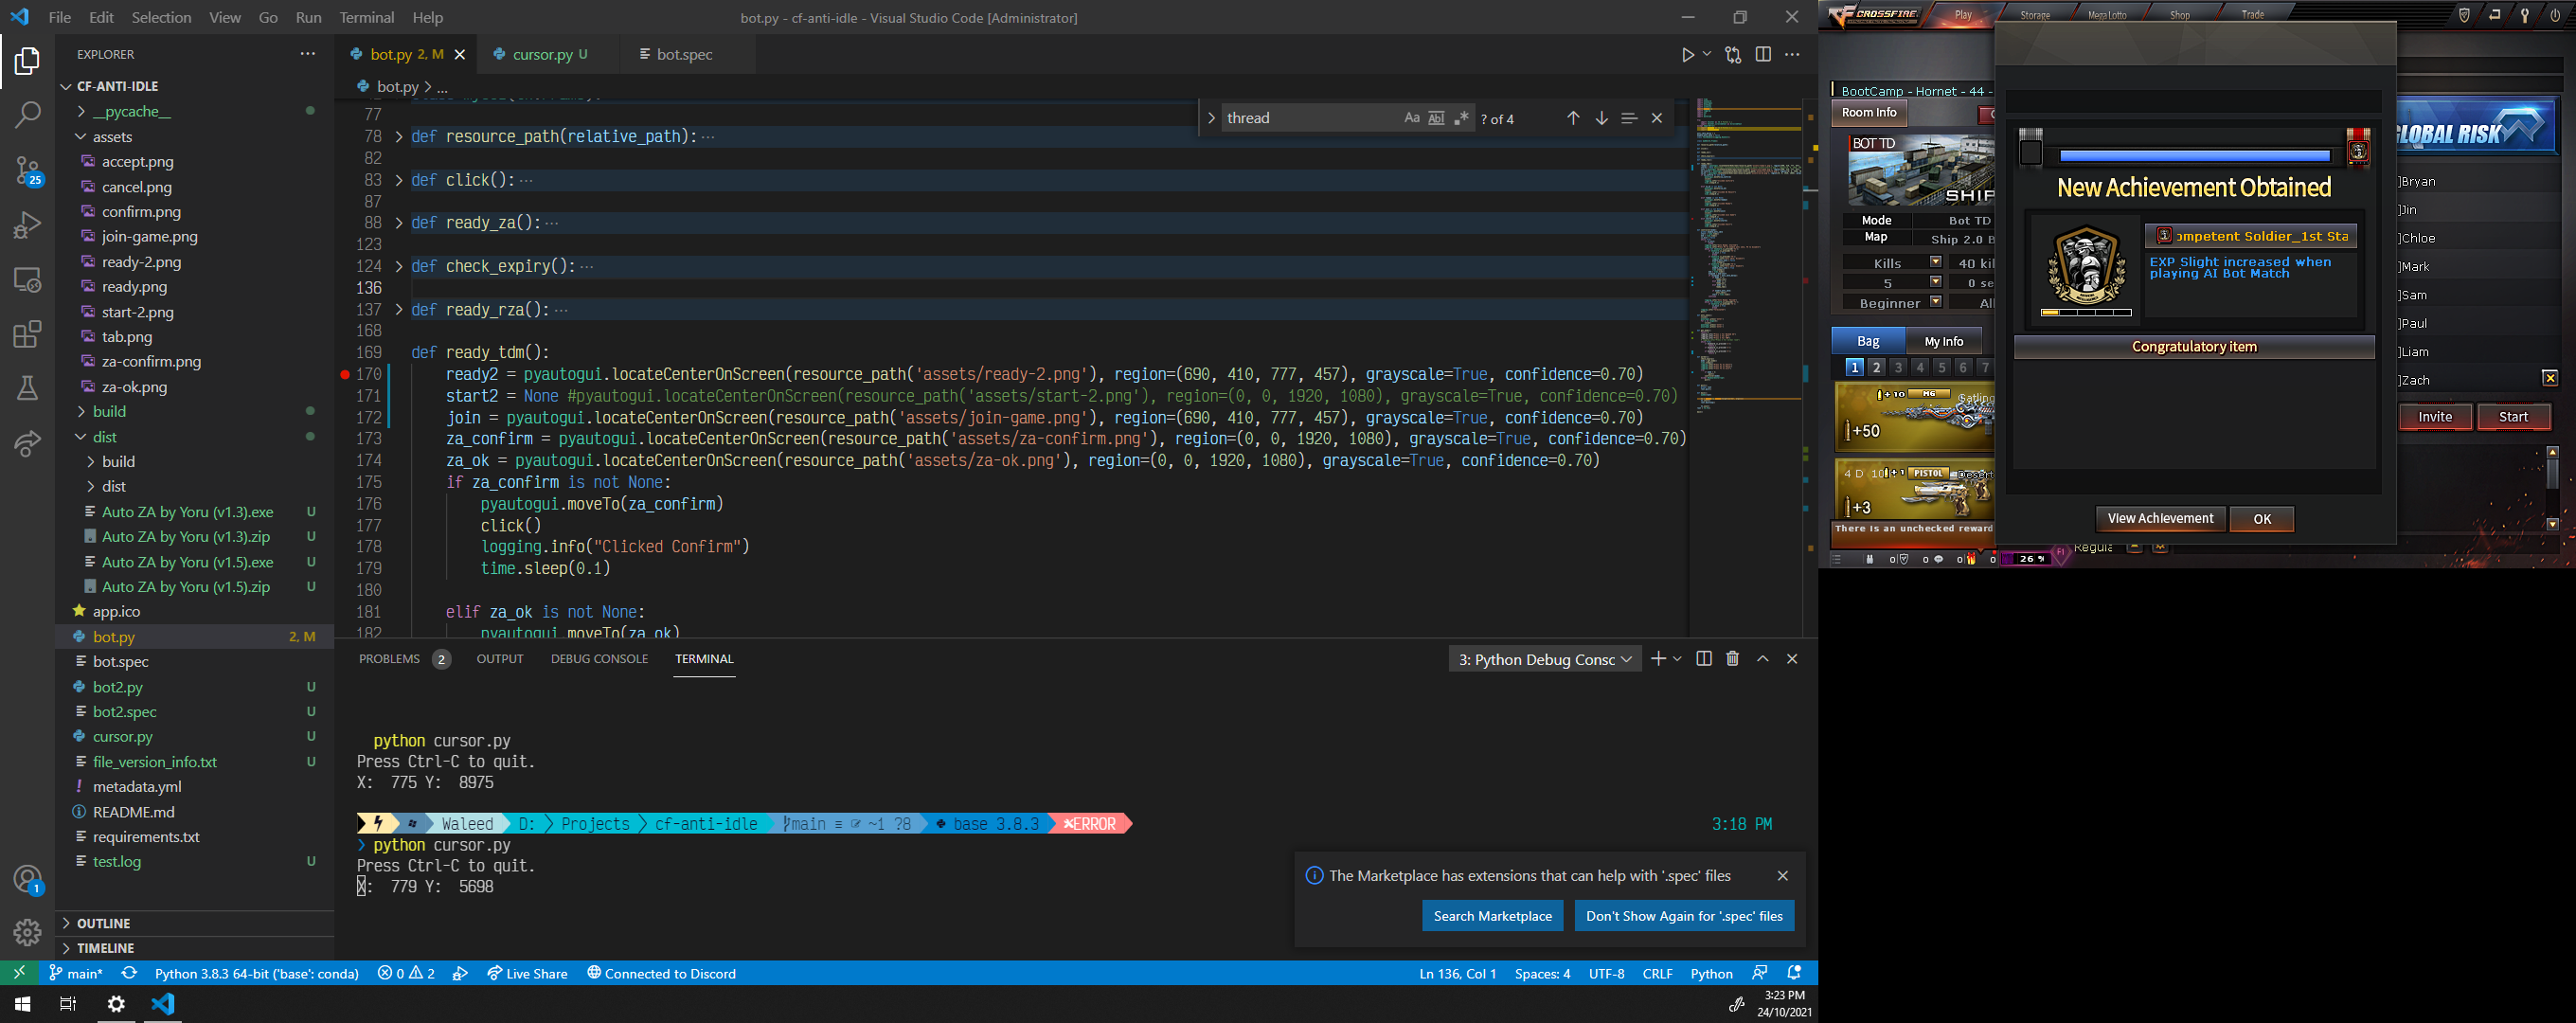 File Edit Selection View Go Run Terminal Help
bot.py - cf-anti-idle - Visual Studio Code [Administrator]
EXPLORER
CF-ANTI-IDLE
__pycache__
assets
accept.png
cancel.png
confirm.png
join-game.png
ready-2.png
ready.png
start-2.png
tab.png
za-confirm.png
za-ok.png
build
dist
build
dist
Auto ZA by Yoru (v1.3).exe U
Auto ZA by Yoru (v1.3).zip U
Auto ZA by Yoru (v1.5).exe U
Auto ZA by Yoru (v1.5).zip U
app.ico
bot.py 2, M
bot.spec
bot2.py U
bot2.spec U
cursor.py U
file_version_info.txt U
metadata.yml
README.md
requirements.txt
test.log U
OUTLINE
TIMELINE
25
1
bot.py 2, M
cursor.py U
bot.spec
bot.py > ...
thread
Aa
? of 4
77
78 def resource_path(relative_path): ...
82
83 def click(): ...
87
88 def ready_za(): ...
123
124 def check_expiry(): ...
136
137 def ready_rza(): ...
168
169 def ready_tdm():
170 ready2 = pyautogui.locateCenterOnScreen(resource_path('assets/ready-2.png'), region=(690, 410, 777, 457), grayscale=True, confidence=0.70)
171 start2 = None #pyautogui.locateCenterOnScreen(resource_path('assets/start-2.png'), region=(0, 0, 1920, 1080), grayscale=True, confidence=0.70)
172 join = pyautogui.locateCenterOnScreen(resource_path('assets/join-game.png'), region=(690, 410, 777, 457), grayscale=True, confidence=0.70)
173 za_confirm = pyautogui.locateCenterOnScreen(resource_path('assets/za-confirm.png'), region=(0, 0, 1920, 1080), grayscale=True, confidence=0.70)
174 za_ok = pyautogui.locateCenterOnScreen(resource_path('assets/za-ok.png'), region=(0, 0, 1920, 1080), grayscale=True, confidence=0.70)
175 if za_confirm is not None:
176 pyautogui.moveTo(za_confirm)
177 click()
178 logging.info("Clicked Confirm")
179 time.sleep(0.1)
180
181 elif za_ok is not None:
182 pyautogui.moveTo(za_ok)
PROBLEMS 2 OUTPUT DEBUG CONSOLE TERMINAL
3: Python Debug Consc
python cursor.py
Press Ctrl-C to quit.
X: 775 Y: 8975
Waleed D: Projects cf-anti-idle main ≡ ~1 ?8 base 3.8.3 ERROR 3:18 PM
python cursor.py
Press Ctrl-C to quit.
X: 779 Y: 5698
The Marketplace has extensions that can help with '.spec' files
Search Marketplace
Don't Show Again for '.spec' files
main* Python 3.8.3 64-bit ('base': conda) 0 2 Live Share Connected to Discord
Ln 136, Col 1 Spaces: 4 UTF-8 CRLF Python
3:23 PM
24/10/2021
CROSSFIRE
Play Storage Mega Lotto Shop Trade
BootCamp - Hornet - 44 -
Room Info
BOT TD
SHIP
Mode Bot TD
Map Ship 2.0 B
Kills 40 kil
5 0 se
Beginner All
Bag My Info
1 2 3 4 5 6 7
+10 MG Gatling
+50
4 D PISTOL Desert
+3
There is an unchecked reward
26 %
F1
Regula
New Achievement Obtained
ompetent Soldier_1st Sta
EXP Slight increased when
playing AI Bot Match
Congratulatory item
View Achievement
OK
GLOBAL RISK
]Bryan
]Jin
]Chloe
]Mark
]Sam
]Paul
]Liam
]Zach
Invite
Start